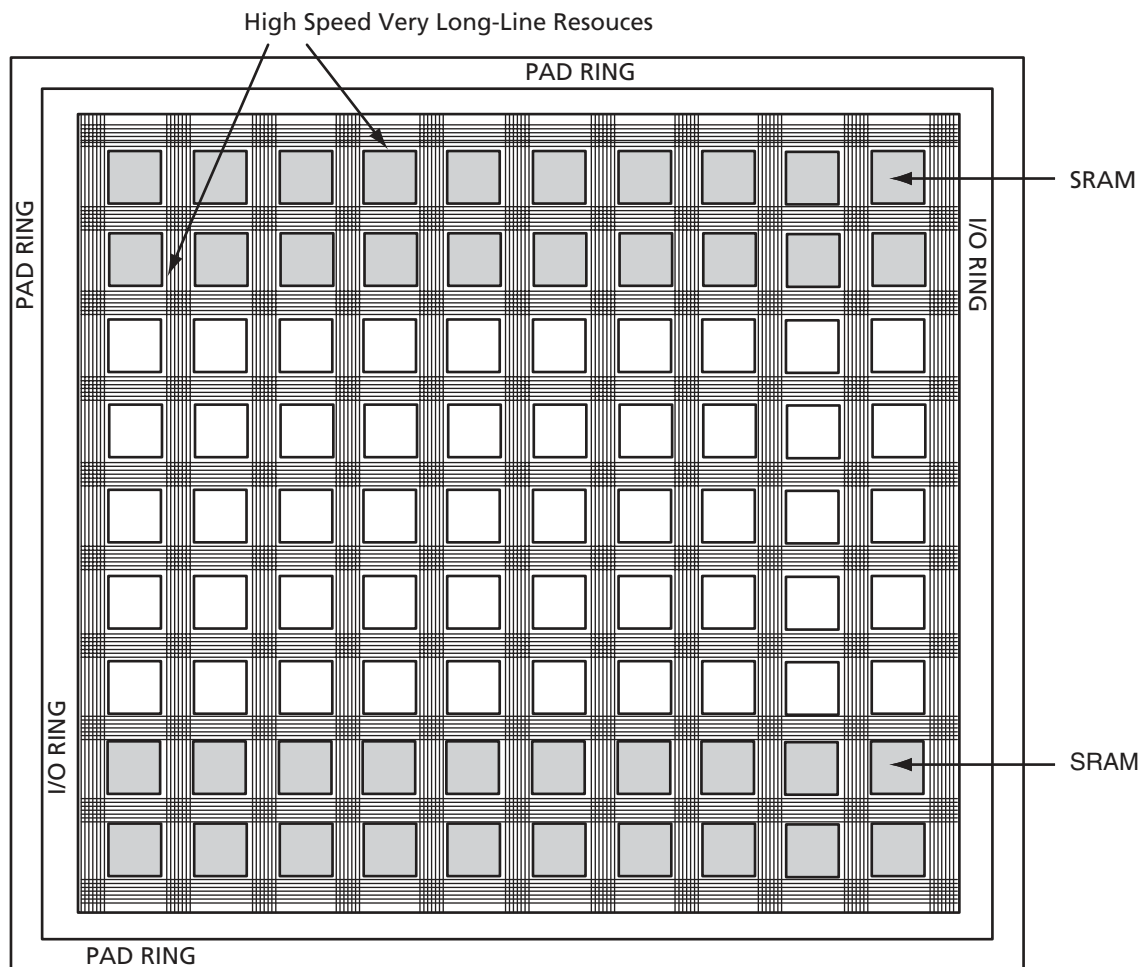 High Speed Very Long-Line Resouces
PAD RING
SRAM
PAD RING
I/O RING
I/O RING
SRAM
PAD RING